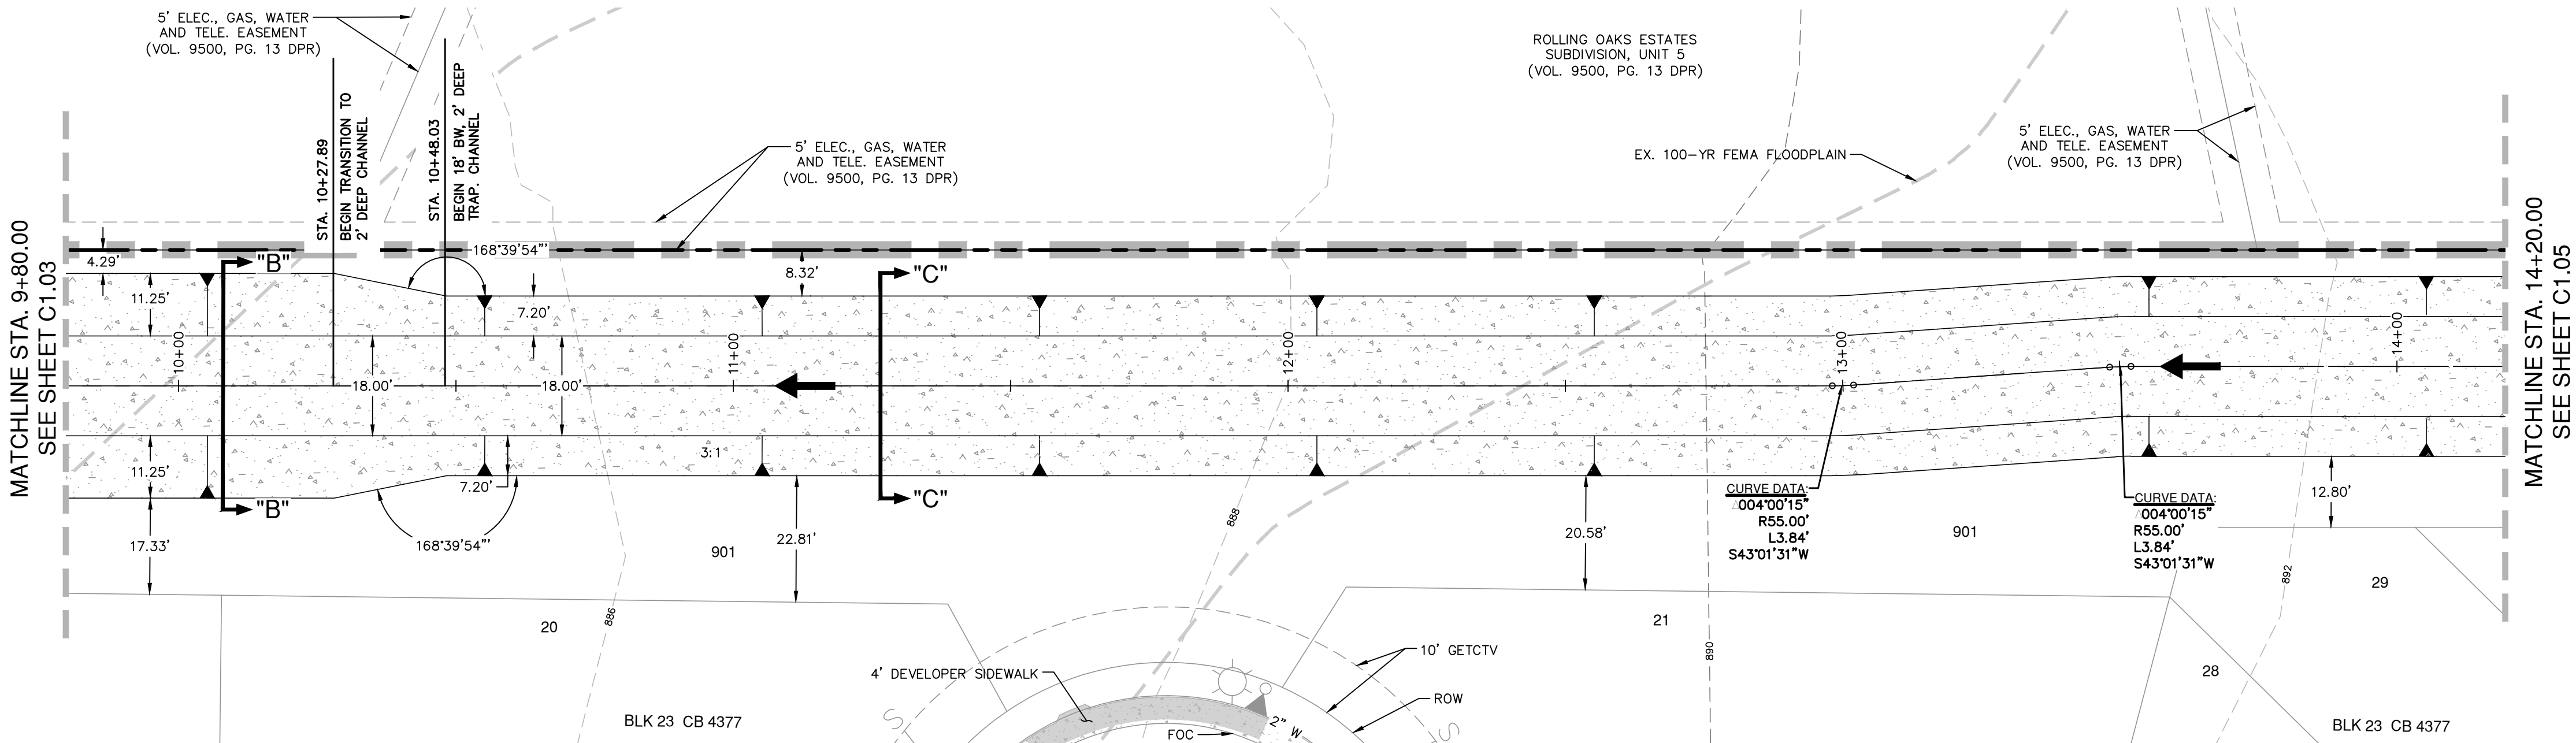 5' ELEC., GAS, WATER
AND TELE. EASEMENT
(VOL. 9500, PG. 13 DPR)
STA. 10+27.89
BEGIN TRANSITION TO
2' DEEP CHANNEL
STA. 10+48.03
BEGIN 18' BW, 2' DEEP
TRAP. CHANNEL
5' ELEC., GAS, WATER
AND TELE. EASEMENT
(VOL. 9500, PG. 13 DPR)
ROLLING OAKS ESTATES
SUBDIVISION, UNIT 5
(VOL. 9500, PG. 13 DPR)
EX. 100-YR FEMA FLOODPLAIN
5' ELEC., GAS, WATER
AND TELE. EASEMENT
(VOL. 9500, PG. 13 DPR)
MATCHLINE STA. 9+80.00
SEE SHEET C1.03
MATCHLINE STA. 14+20.00
SEE SHEET C1.05
4.29'
"B"
168°39'54"'
8.32'
"C"
11.25'
7.20'
10+00
11+00
12+00
13+00
14+00
18.00'
18.00'
3:1
11.25'
7.20'
"B"
"C"
17.33'
168°39'54"'
22.81'
901
888
20.58'
CURVE DATA:
△004°00'15"
R55.00'
L3.84'
S43°01'31"W
901
CURVE DATA:
△004°00'15"
R55.00'
L3.84'
S43°01'31"W
12.80'
892
29
20
886
21
890
28
10' GETCTV
4' DEVELOPER SIDEWALK
ROW
BLK 23 CB 4377
S
2" W
FOC
S
BLK 23 CB 4377